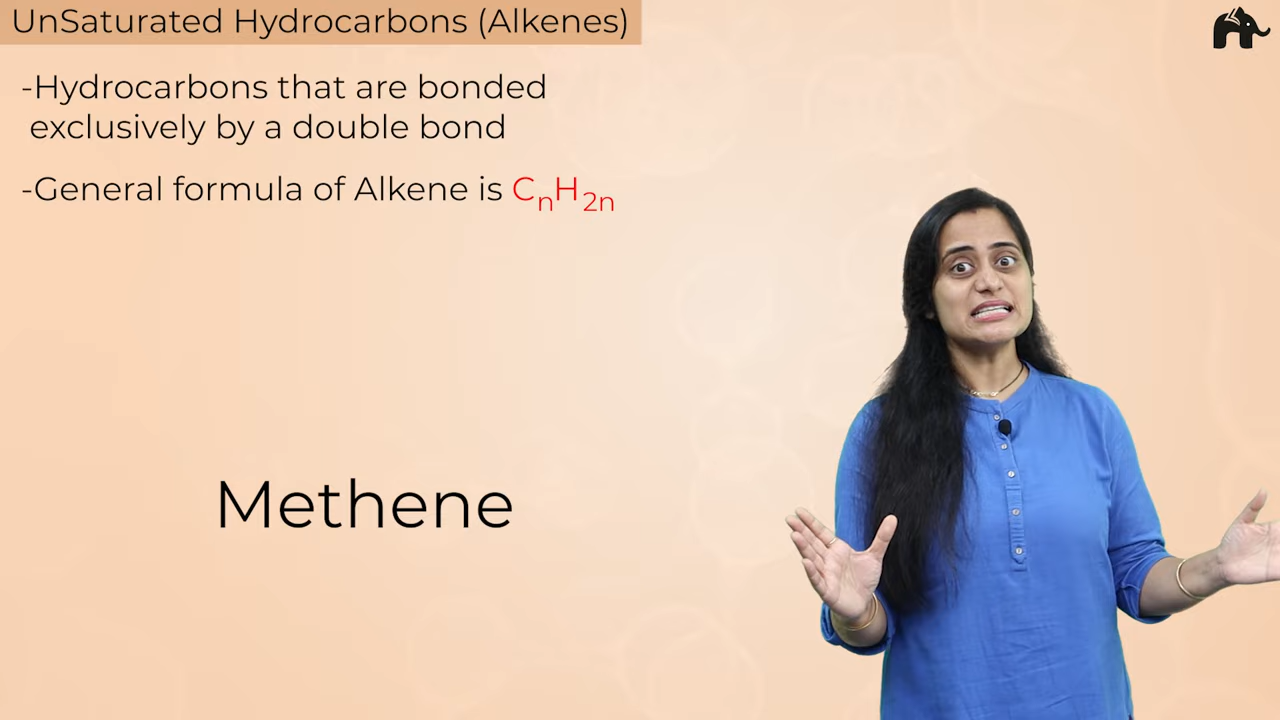 UnSaturated Hydrocarbons (Alkenes)
-Hydrocarbons that are bonded
exclusively by a double bond
-General formula of Alkene is CₙH₂ₙ
Methene